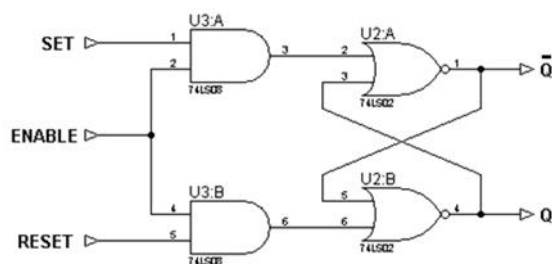 U3:A
U2:A
SET
1
2
3
2
3
1
Q̅
74LS08
74LS02
ENABLE
U3:B
U2:B
4
5
6
5
6
4
Q
RESET
74LS08
74LS02